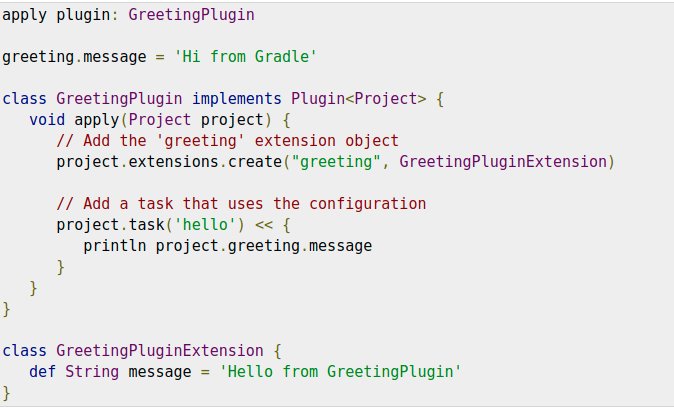 apply plugin: GreetingPlugin
greeting.message = 'Hi from Gradle'
class GreetingPlugin implements Plugin<Project> {
void apply(Project project) {
// Add the 'greeting' extension object
project.extensions.create("greeting", GreetingPluginExtension)
// Add a task that uses the configuration
project.task('hello') << {
println project.greeting.message
}
}
}
class GreetingPluginExtension {
def String message = 'Hello from GreetingPlugin'
}